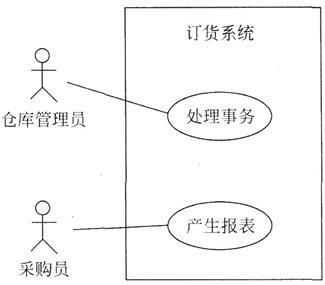 订货系统
仓库管理员
处理事务
产生报表
采购员